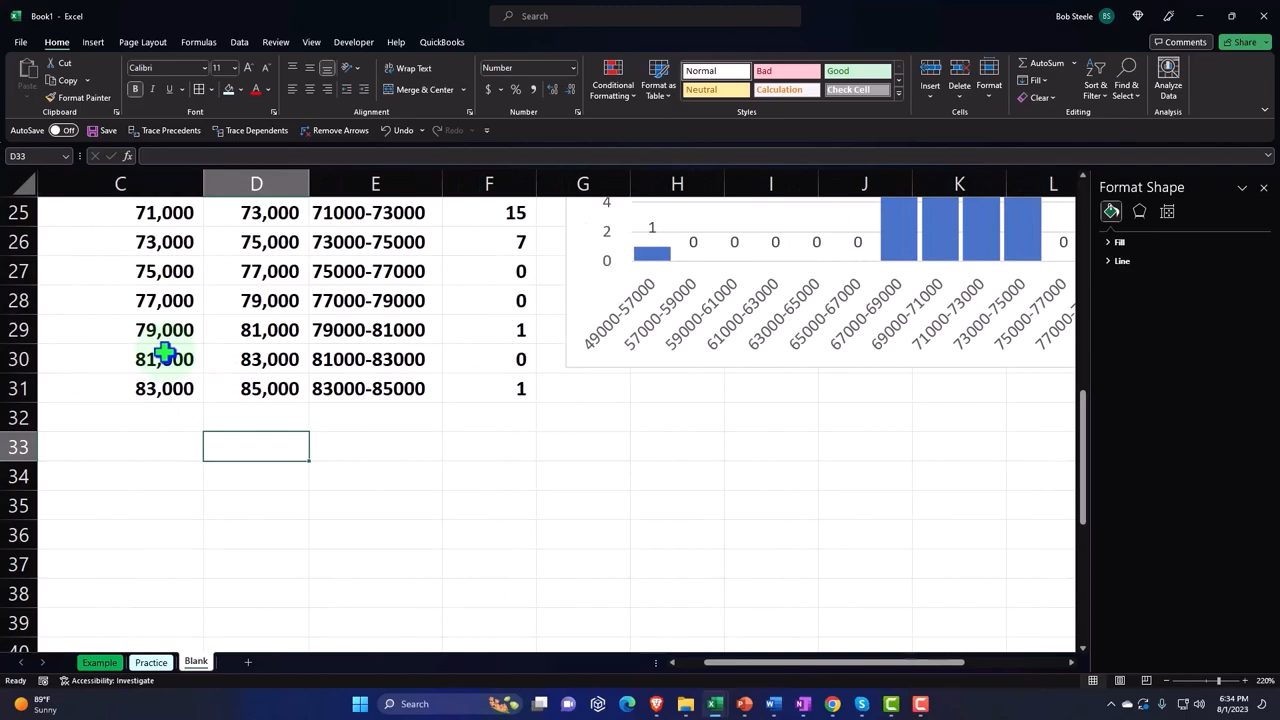 Book1 - Excel
Search
Bob Steele BS
File Home Insert Page Layout Formulas Data Review View Developer Help QuickBooks
Comments Share
Paste
Cut
Copy
Format Painter
Clipboard
Calibri 11
B I U
Font
Wrap Text
Merge & Center
Alignment
Number
$ % ,
Number
Conditional Formatting
Format as Table
Normal Bad Good
Neutral Calculation Check Cell
Styles
Insert Delete Format
Cells
AutoSum
Fill
Clear
Sort & Filter
Find & Select
Editing
Analyze Data
Analysis
AutoSave Off Save Trace Precedents Trace Dependents Remove Arrows Undo Redo
D33 fx
C D E F G H I J K L
25 71,000 73,000 71000-73000 15
26 73,000 75,000 73000-75000 7
27 75,000 77,000 75000-77000 0
28 77,000 79,000 77000-79000 0
29 79,000 81,000 79000-81000 1
30 83,000 81000-83000 0
31 83,000 85,000 83000-85000 1
32
33
34
35
36
37
38
39
40
4
2
0
1 0 0 0 0 0 0
49000-57000
57000-59000
59000-61000
61000-63000
63000-65000
65000-67000
67000-69000
69000-71000
71000-73000
73000-75000
75000-77000
Format Shape
Fill
Line
Example Practice Blank
Ready Accessibility: Investigate 220%
89°F
Sunny
Search
6:34 PM
8/1/2023